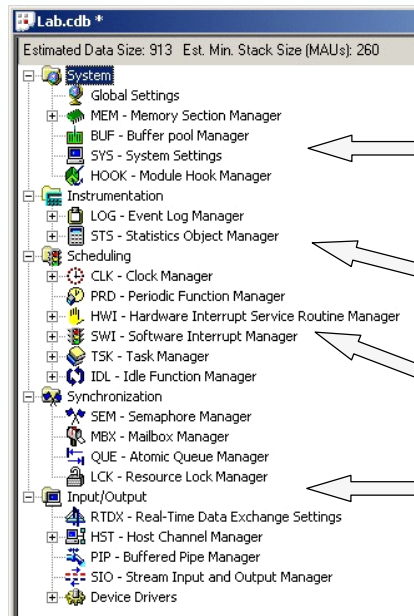 Lab.cdb *
Estimated Data Size: 913 Est. Min. Stack Size (MAUs): 260
System
Global Settings
MEM - Memory Section Manager
BUF - Buffer pool Manager
SYS - System Settings
HOOK - Module Hook Manager
Instrumentation
LOG - Event Log Manager
STS - Statistics Object Manager
Scheduling
CLK - Clock Manager
PRD - Periodic Function Manager
HWI - Hardware Interrupt Service Routine Manager
SWI - Software Interrupt Manager
TSK - Task Manager
IDL - Idle Function Manager
Synchronization
SEM - Semaphore Manager
MBX - Mailbox Manager
QUE - Atomic Queue Manager
LCK - Resource Lock Manager
Input/Output
RTDX - Real-Time Data Exchange Settings
HST - Host Channel Manager
PIP - Buffered Pipe Manager
SIO - Stream Input and Output Manager
Device Drivers